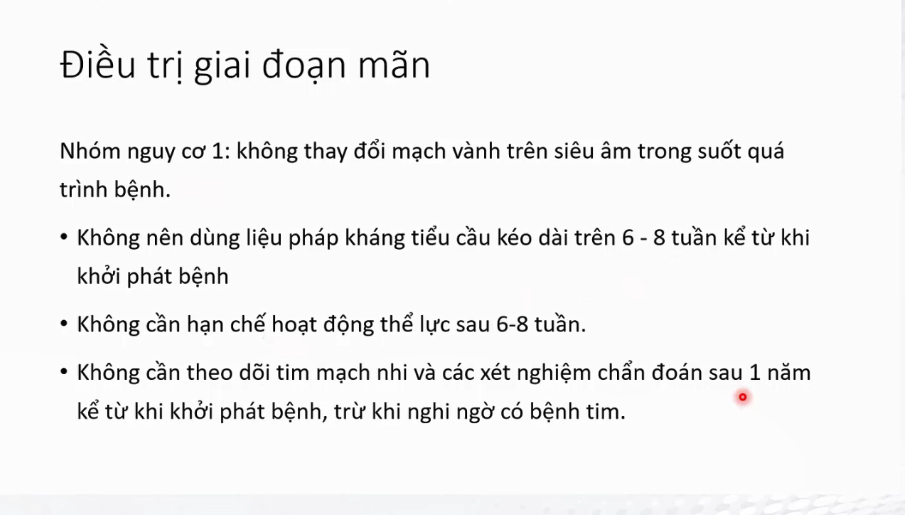 Điều trị giai đoạn mãn
Nhóm nguy cơ 1: không thay đổi mạch vành trên siêu âm trong suốt quá
trình bệnh.
• Không nên dùng liệu pháp kháng tiểu cầu kéo dài trên 6 - 8 tuần kể từ khi
khởi phát bệnh
• Không cần hạn chế hoạt động thể lực sau 6-8 tuần.
• Không cần theo dõi tim mạch nhi và các xét nghiệm chẩn đoán sau 1 năm
kể từ khi khởi phát bệnh, trừ khi nghi ngờ có bệnh tim.